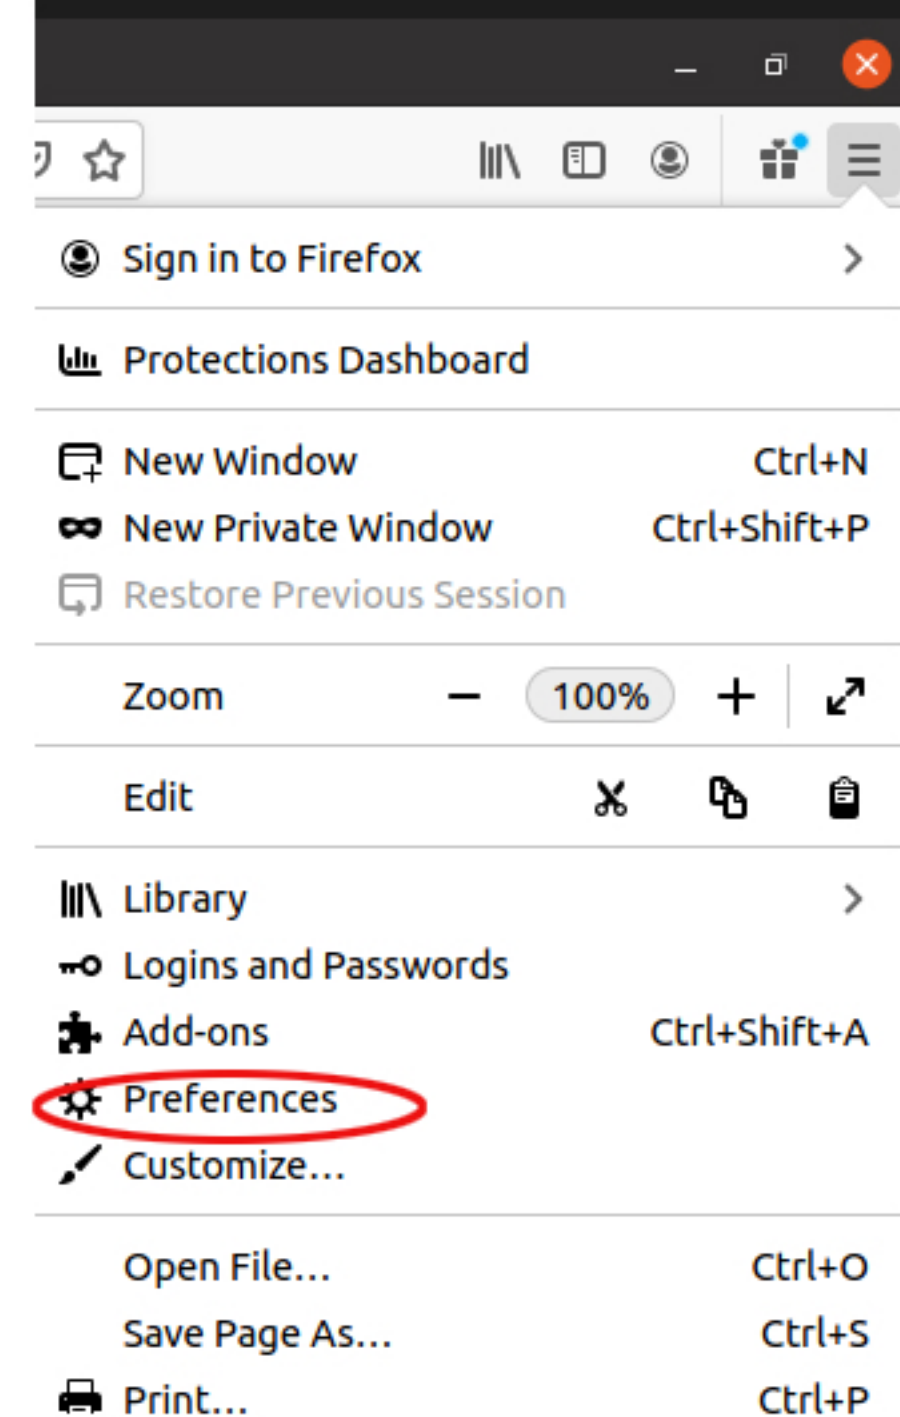 Sign in to Firefox
Protections Dashboard
New Window Ctrl+N
New Private Window Ctrl+Shift+P
Restore Previous Session
Zoom 100%
Edit
Library
Logins and Passwords
Add-ons Ctrl+Shift+A
Preferences
Customize...
Open File... Ctrl+O
Save Page As... Ctrl+S
Print... Ctrl+P